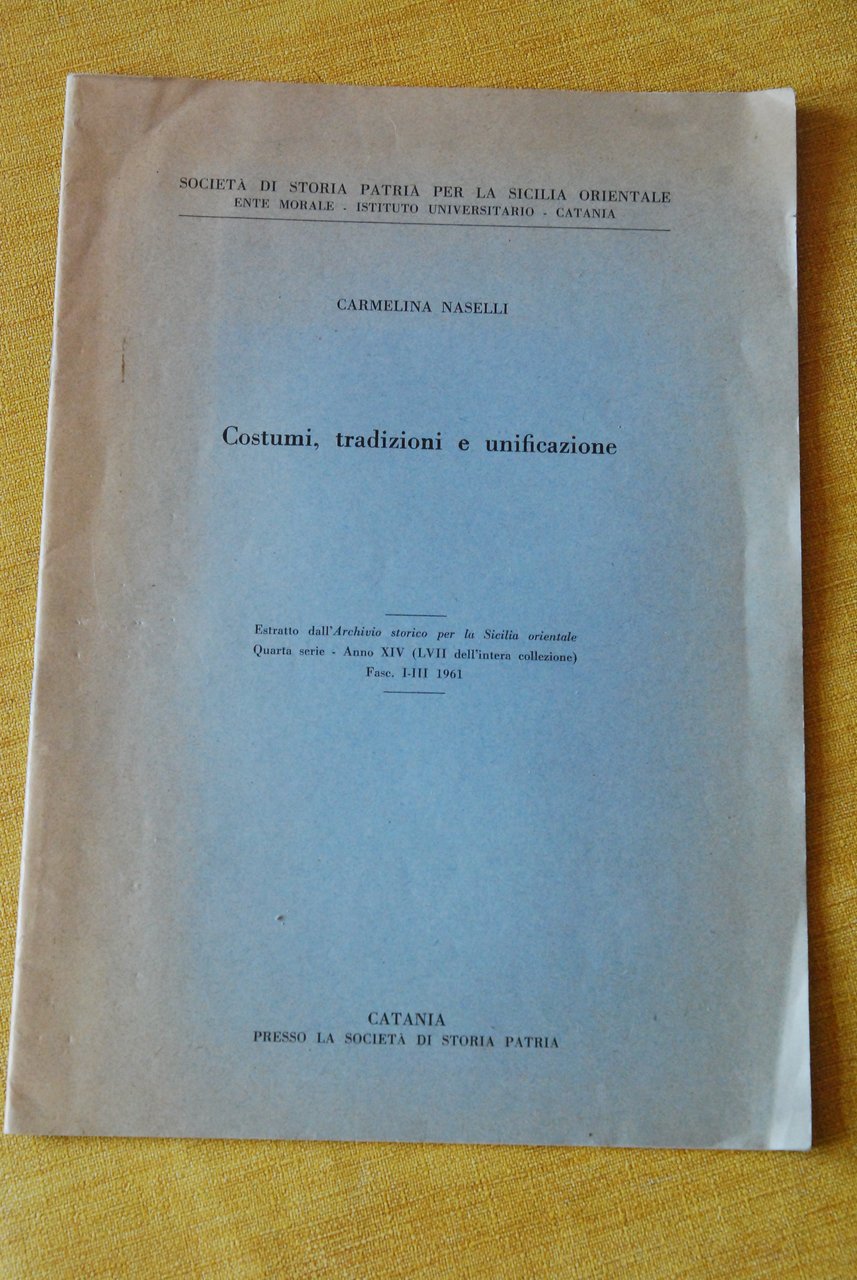 SOCIETÀ DI STORIA PATRIA PER LA SICILIA ORIENTALE
ENTE MORALE - ISTITUTO UNIVERSITARIO - CATANIA
CARMELINA NASELLI
Costumi, tradizioni e unificazione
Estratto dall'Archivio storico per la Sicilia orientale
Quarta serie - Anno XIV (LVII dell'intera collezione)
Fasc. I-III 1961
CATANIA
PRESSO LA SOCIETÀ DI STORIA PATRIA